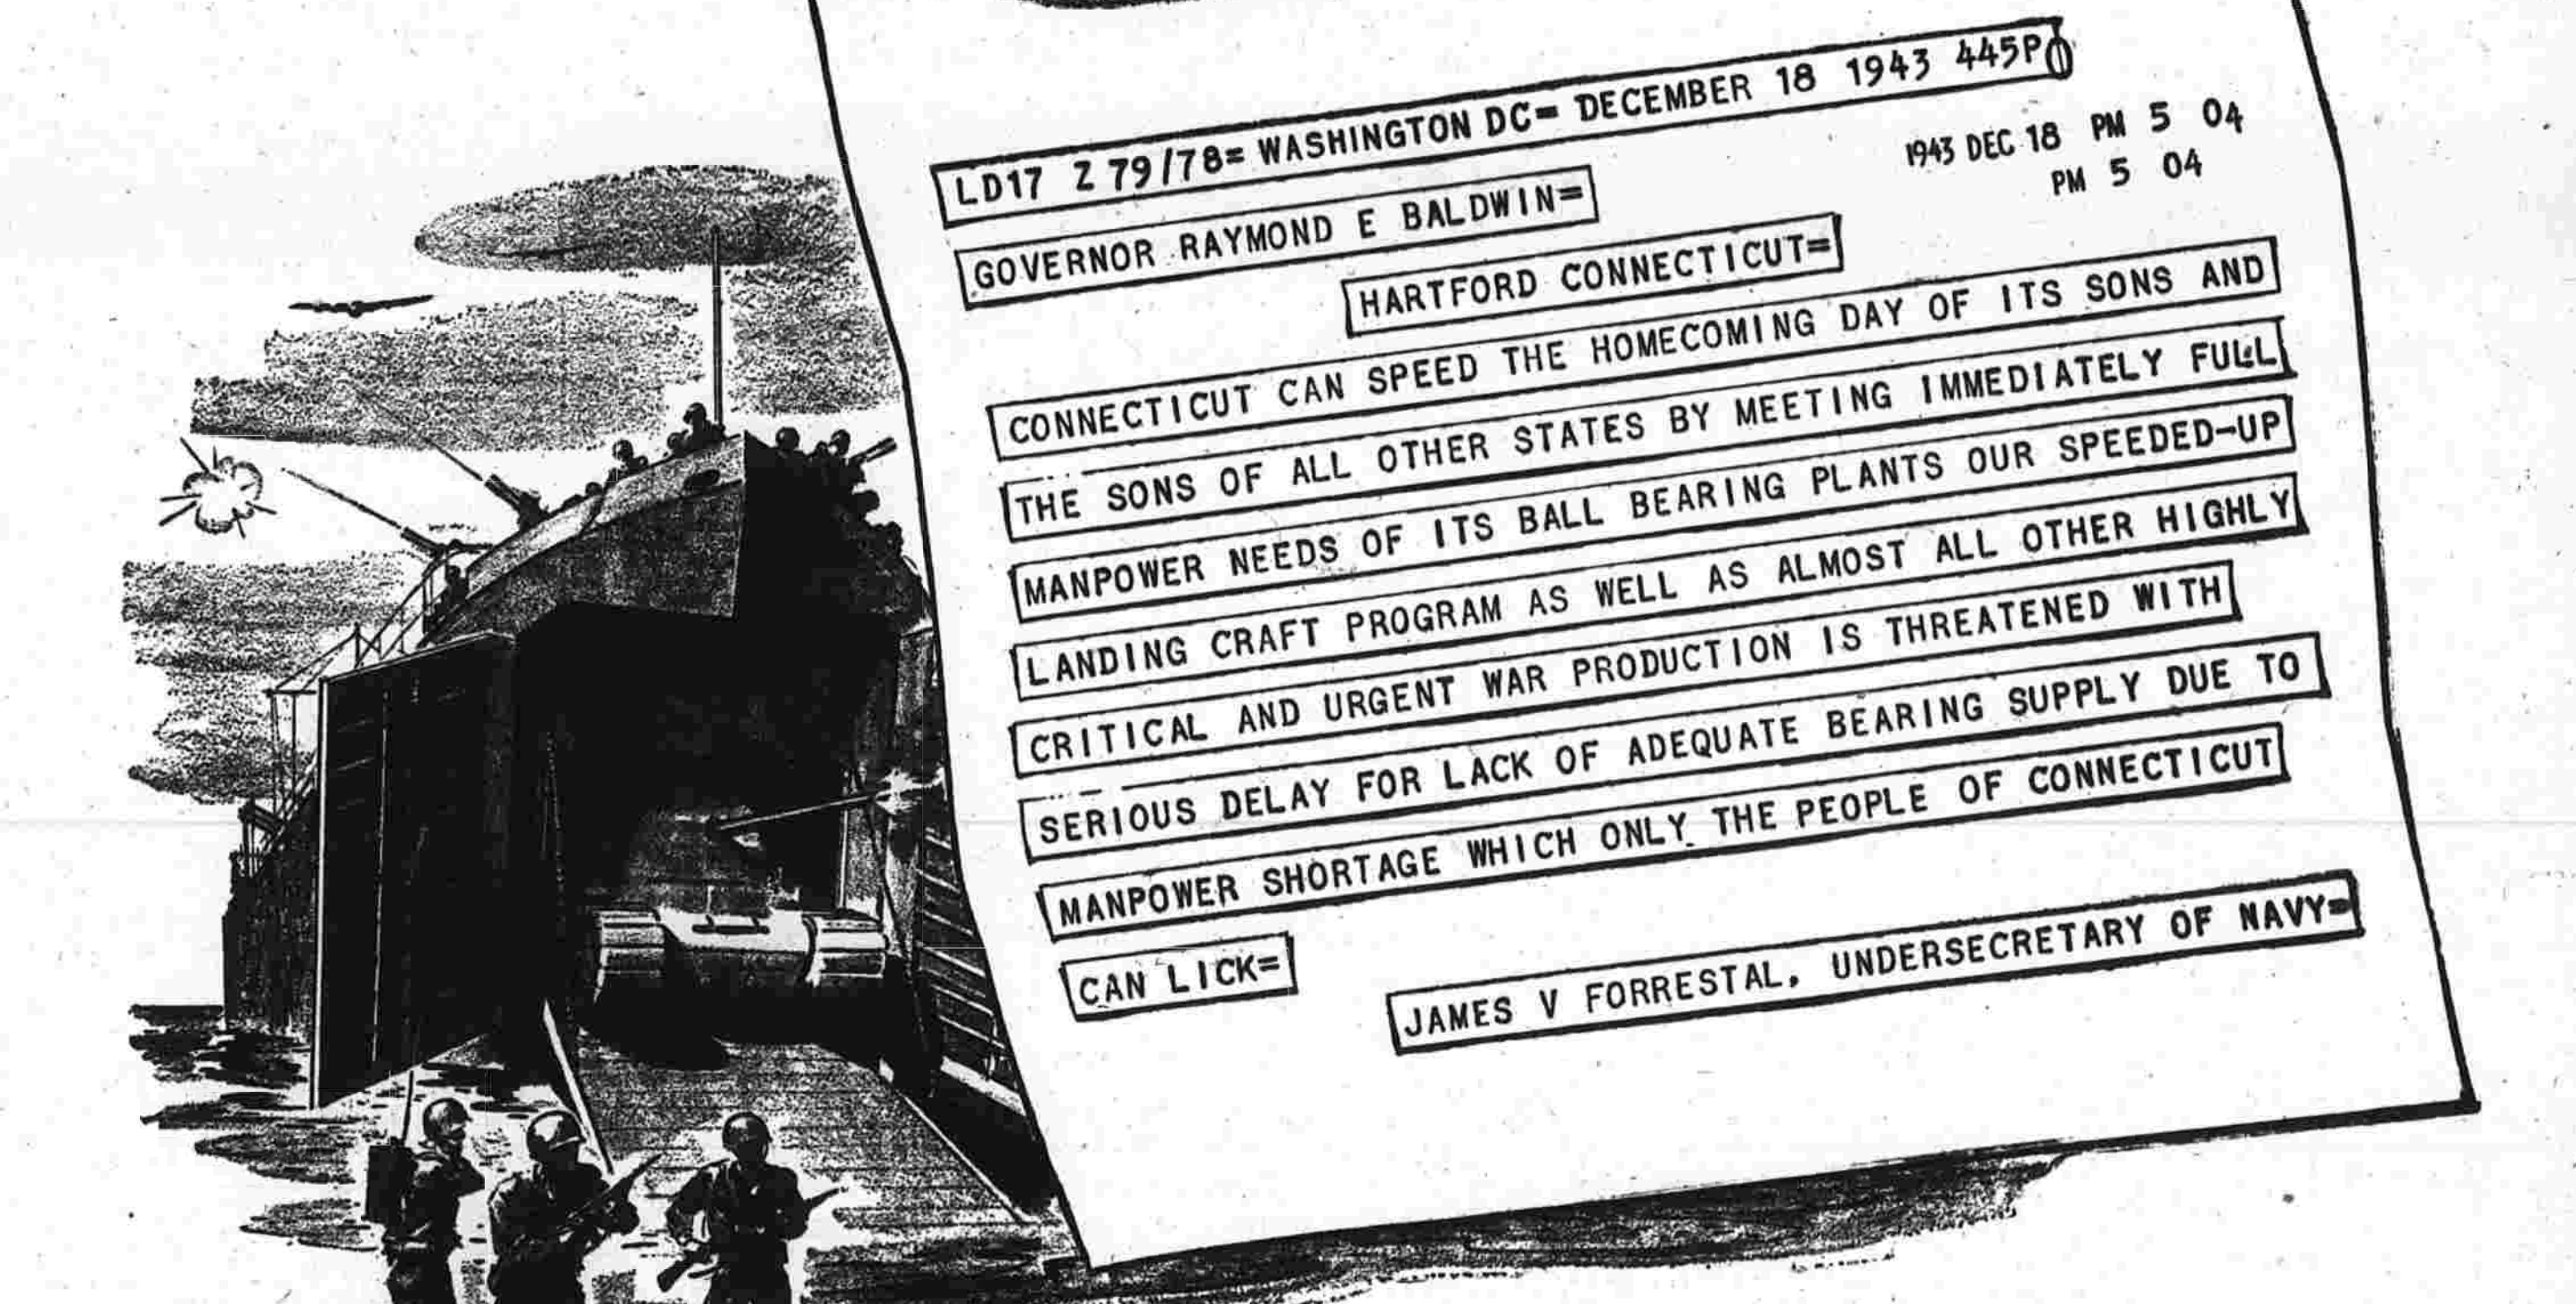 LD17 Z 79/78= WASHINGTON DC= DECEMBER 18 1943 445P
1943 DEC 18 PM 5 04
PM 5 04
GOVERNOR RAYMOND E BALDWIN=
HARTFORD CONNECTICUT=
CONNECTICUT CAN SPEED THE HOMECOMING DAY OF ITS SONS AND
THE SONS OF ALL OTHER STATES BY MEETING IMMEDIATELY FULL
MANPOWER NEEDS OF ITS BALL BEARING PLANTS OUR SPEEDED-UP
LANDING CRAFT PROGRAM AS WELL AS ALMOST ALL OTHER HIGHLY
CRITICAL AND URGENT WAR PRODUCTION IS THREATENED WITH
SERIOUS DELAY FOR LACK OF ADEQUATE BEARING SUPPLY DUE TO
MANPOWER SHORTAGE WHICH ONLY THE PEOPLE OF CONNECTICUT
CAN LICK=
JAMES V FORRESTAL, UNDERSECRETARY OF NAVY=